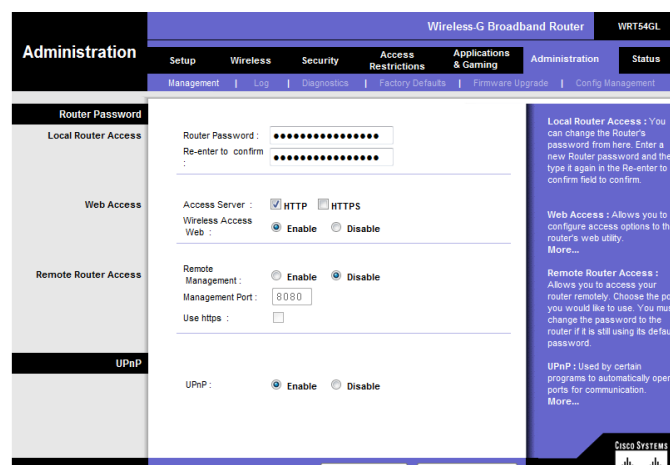 Wireless-G Broadband Router
WRT54GL
Administration
Setup
Wireless
Security
Access
Restrictions
Applications
& Gaming
Administration
Status
Management | Log | Diagnostics | Factory Defaults | Firmware Upgrade | Config Management
Router Password
Local Router Access
Router Password :
Re-enter to confirm
:
Web Access
Access Server :
HTTP
HTTPS
Wireless Access
Web :
Enable
Disable
Remote Router Access
Remote
Management :
Enable
Disable
Management Port :
8080
Use https :
UPnP
UPnP :
Enable
Disable
Local Router Access : You
can change the Router's
password from here. Enter a
new Router password and the
type it again in the Re-enter to
confirm field to confirm.
Web Access : Allows you to
configure access options to th
router's web utility.
More...
Remote Router Access :
Allows you to access your
router remotely. Choose the po
you would like to use. You mu
change the password to the
router if it is still using its defau
password.
UPnP : Used by certain
programs to automatically open
ports for communication.
More...
CISCO SYSTEMS